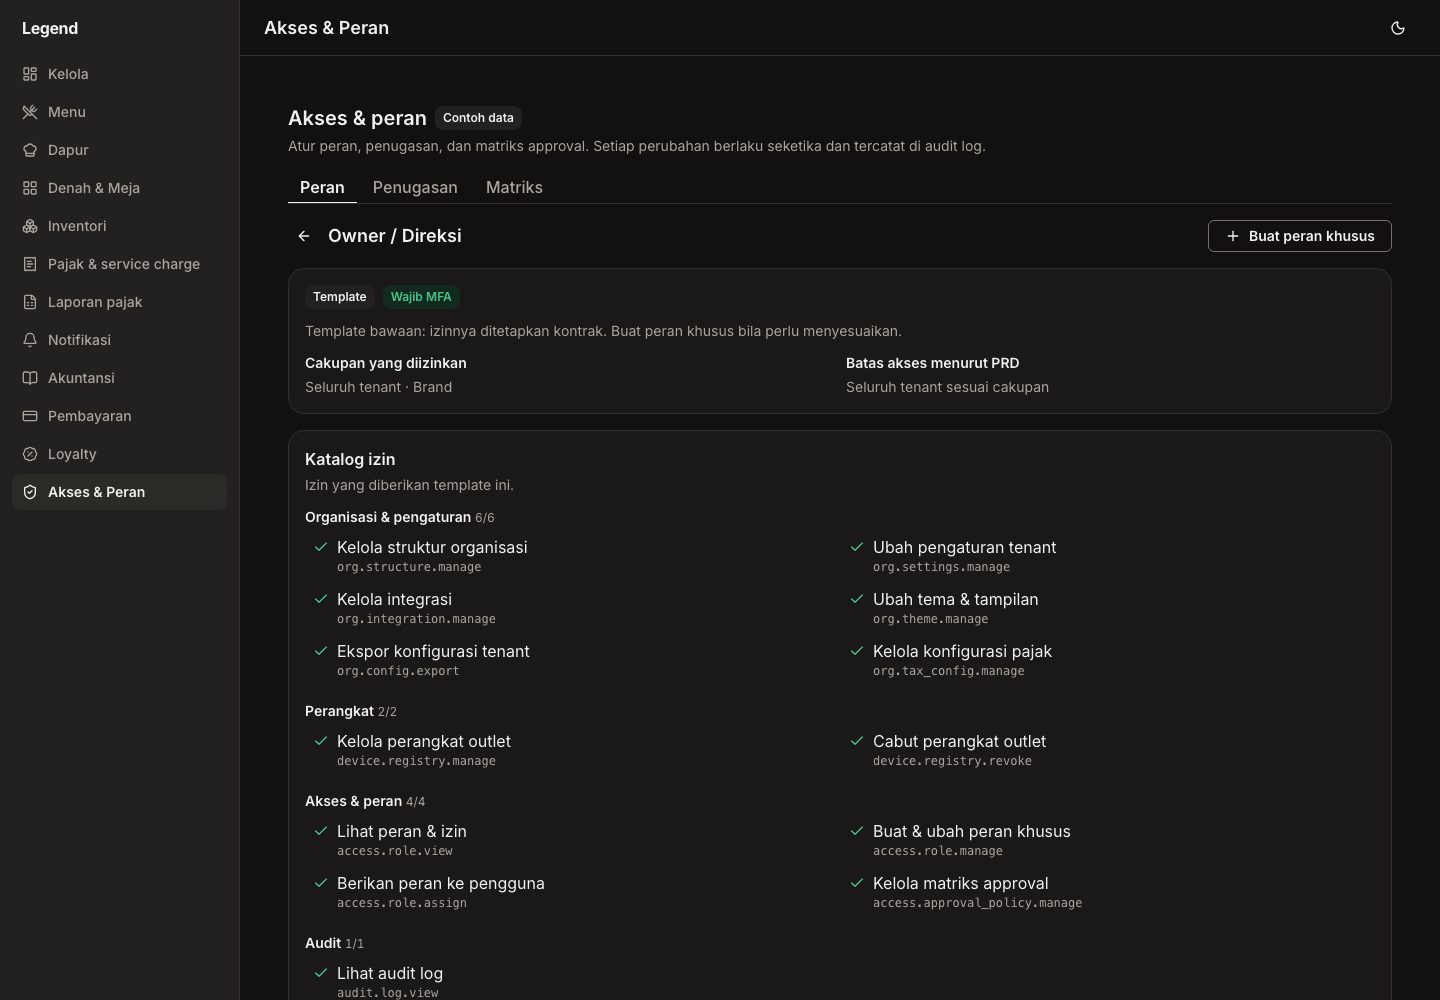 Legend
Kelola
Menu
Dapur
Denah & Meja
Inventori
Pajak & service charge
Laporan pajak
Notifikasi
Akuntansi
Pembayaran
Loyalty
Akses & Peran
Akses & Peran
Akses & peran Contoh data
Atur peran, penugasan, dan matriks approval. Setiap perubahan berlaku seketika dan tercatat di audit log.
Peran Penugasan Matriks
Owner / Direksi
Buat peran khusus
Template Wajib MFA
Template bawaan: izinnya ditetapkan kontrak. Buat peran khusus bila perlu menyesuaikan.
Cakupan yang diizinkan
Seluruh tenant · Brand
Batas akses menurut PRD
Seluruh tenant sesuai cakupan
Katalog izin
Izin yang diberikan template ini.
Organisasi & pengaturan 6/6
Kelola struktur organisasi
org.structure.manage
Ubah pengaturan tenant
org.settings.manage
Kelola integrasi
org.integration.manage
Ubah tema & tampilan
org.theme.manage
Ekspor konfigurasi tenant
org.config.export
Kelola konfigurasi pajak
org.tax_config.manage
Perangkat 2/2
Kelola perangkat outlet
device.registry.manage
Cabut perangkat outlet
device.registry.revoke
Akses & peran 4/4
Lihat peran & izin
access.role.view
Buat & ubah peran khusus
access.role.manage
Berikan peran ke pengguna
access.role.assign
Kelola matriks approval
access.approval_policy.manage
Audit 1/1
Lihat audit log
audit.log.view